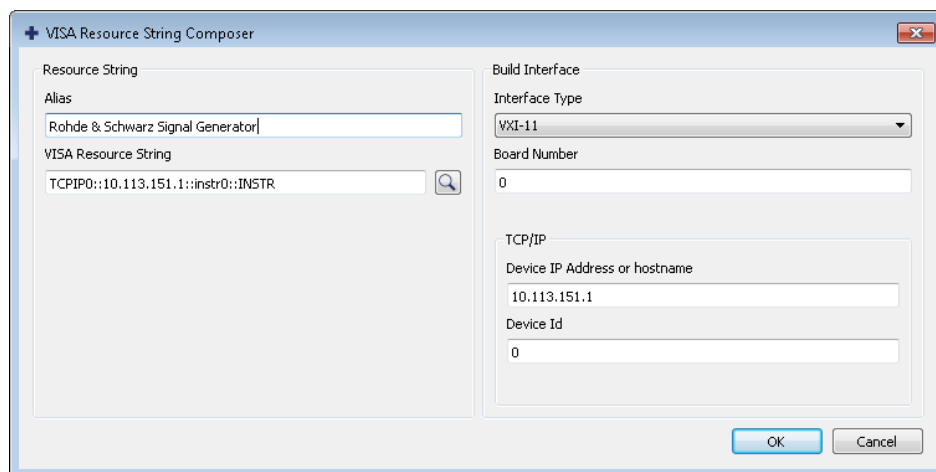 VISA Resource String Composer
Resource String
Alias
Rohde & Schwarz Signal Generator
VISA Resource String
TCPIP0::10.113.151.1::instr0::INSTR
Build Interface
Interface Type
VXI-11
Board Number
0
TCP/IP
Device IP Address or hostname
10.113.151.1
Device Id
0
OK
Cancel